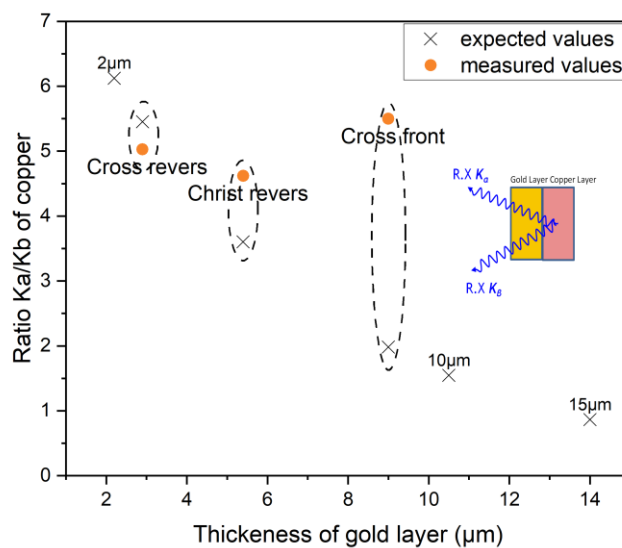 7
6
5
4
3
2
1
0
Ratio Ka/Kb of copper
expected values
measured values
2µm
Cross revers
Christ revers
Cross front
Gold Layer Copper Layer
R.X Kα
R.X Kβ
10µm
15µm
2 4 6 8 10 12 14
Thickeness of gold layer (µm)